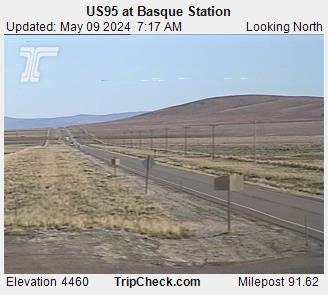 US95 at Basque Station
Updated: May 09 2024 7:17 AM Looking North
Elevation 4460 TripCheck.com Milepost 91.62